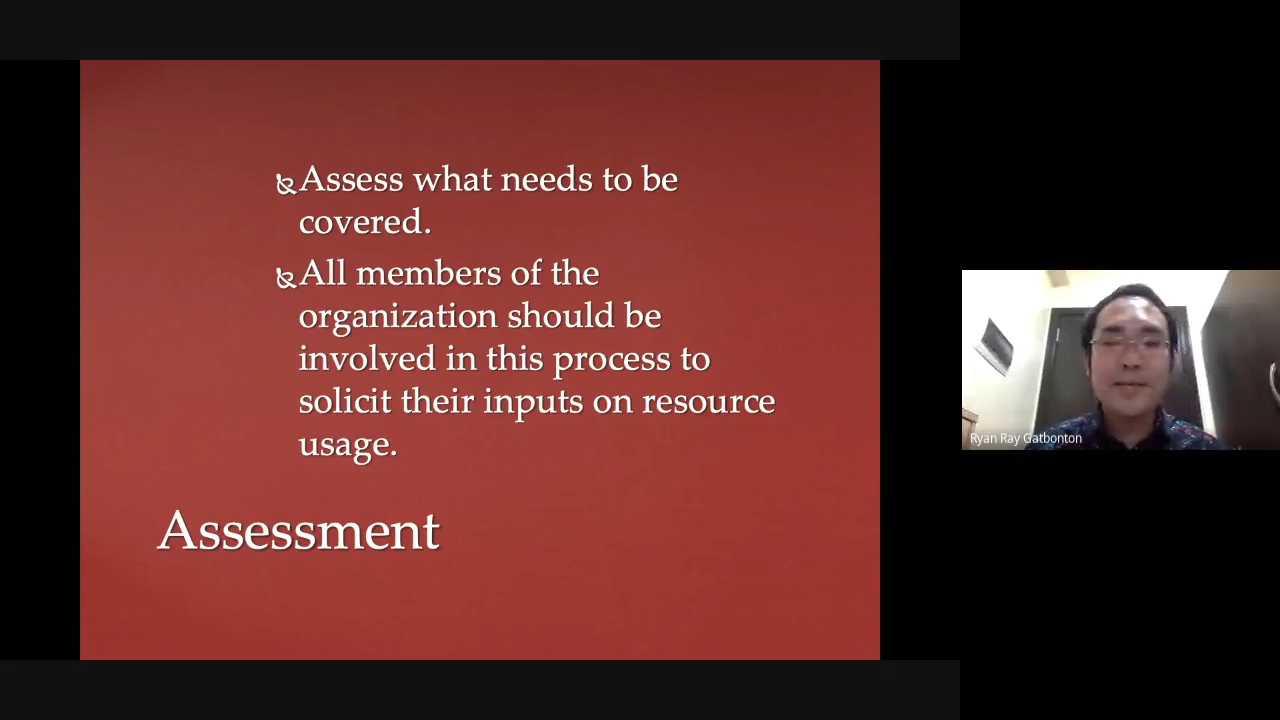 Assess what needs to be
covered.
All members of the
organization should be
involved in this process to
solicit their inputs on resource
usage.
Assessment
Ryan Ray Gatbonton